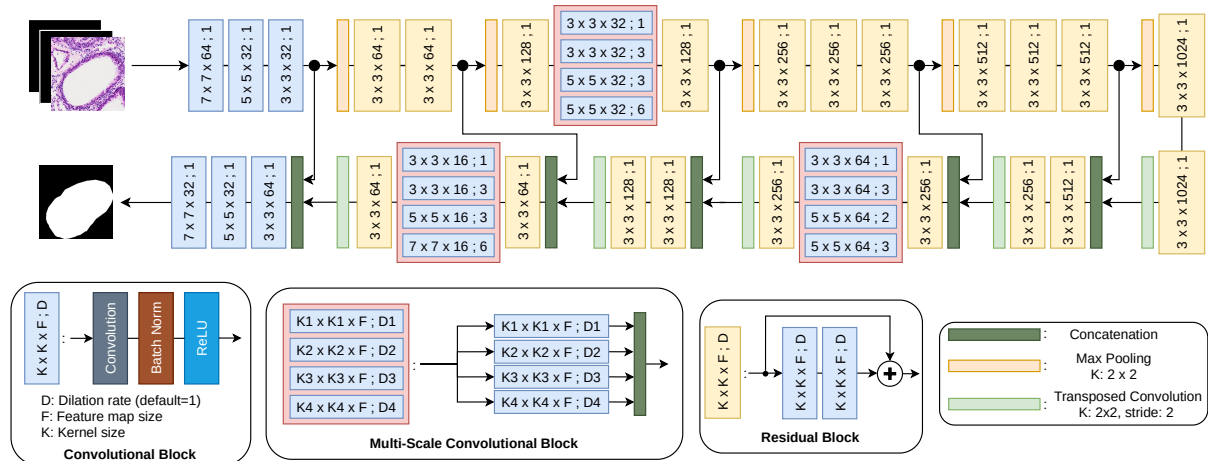 7 x 7 x 64 ; 1
5 x 5 x 32 ; 1
3 x 3 x 32 ; 1
3 x 3 x 64 ; 1
3 x 3 x 64 ; 1
3 x 3 x 128 ; 1
3 x 3 x 32 ; 1
3 x 3 x 32 ; 3
5 x 5 x 32 ; 3
5 x 5 x 32 ; 6
3 x 3 x 128 ; 1
3 x 3 x 256 ; 1
3 x 3 x 256 ; 1
3 x 3 x 256 ; 1
3 x 3 x 512 ; 1
3 x 3 x 512 ; 1
3 x 3 x 512 ; 1
3 x 3 x 1024 ; 1
7 x 7 x 32 ; 1
5 x 5 x 32 ; 1
3 x 3 x 64 ; 1
3 x 3 x 64 ; 1
3 x 3 x 16 ; 1
3 x 3 x 16 ; 3
5 x 5 x 16 ; 3
7 x 7 x 16 ; 6
3 x 3 x 64 ; 1
3 x 3 x 128 ; 1
3 x 3 x 128 ; 1
3 x 3 x 256 ; 1
3 x 3 x 64 ; 1
3 x 3 x 64 ; 3
5 x 5 x 64 ; 2
5 x 5 x 64 ; 3
3 x 3 x 256 ; 1
3 x 3 x 256 ; 1
3 x 3 x 512 ; 1
3 x 3 x 1024 ; 1
K x K x F ; D
:
Convolution
Batch Norm
ReLU
D: Dilation rate (default=1)
F: Feature map size
K: Kernel size
Convolutional Block
K1 x K1 x F ; D1
K2 x K2 x F ; D2
K3 x K3 x F ; D3
K4 x K4 x F ; D4
:
K1 x K1 x F ; D1
K2 x K2 x F ; D2
K3 x K3 x F ; D3
K4 x K4 x F ; D4
Multi-Scale Convolutional Block
K x K x F ; D
:
K x K x F ; D
K x K x F ; D
Residual Block
: Concatenation
: Max Pooling
K: 2 x 2
: Transposed Convolution
K: 2x2, stride: 2